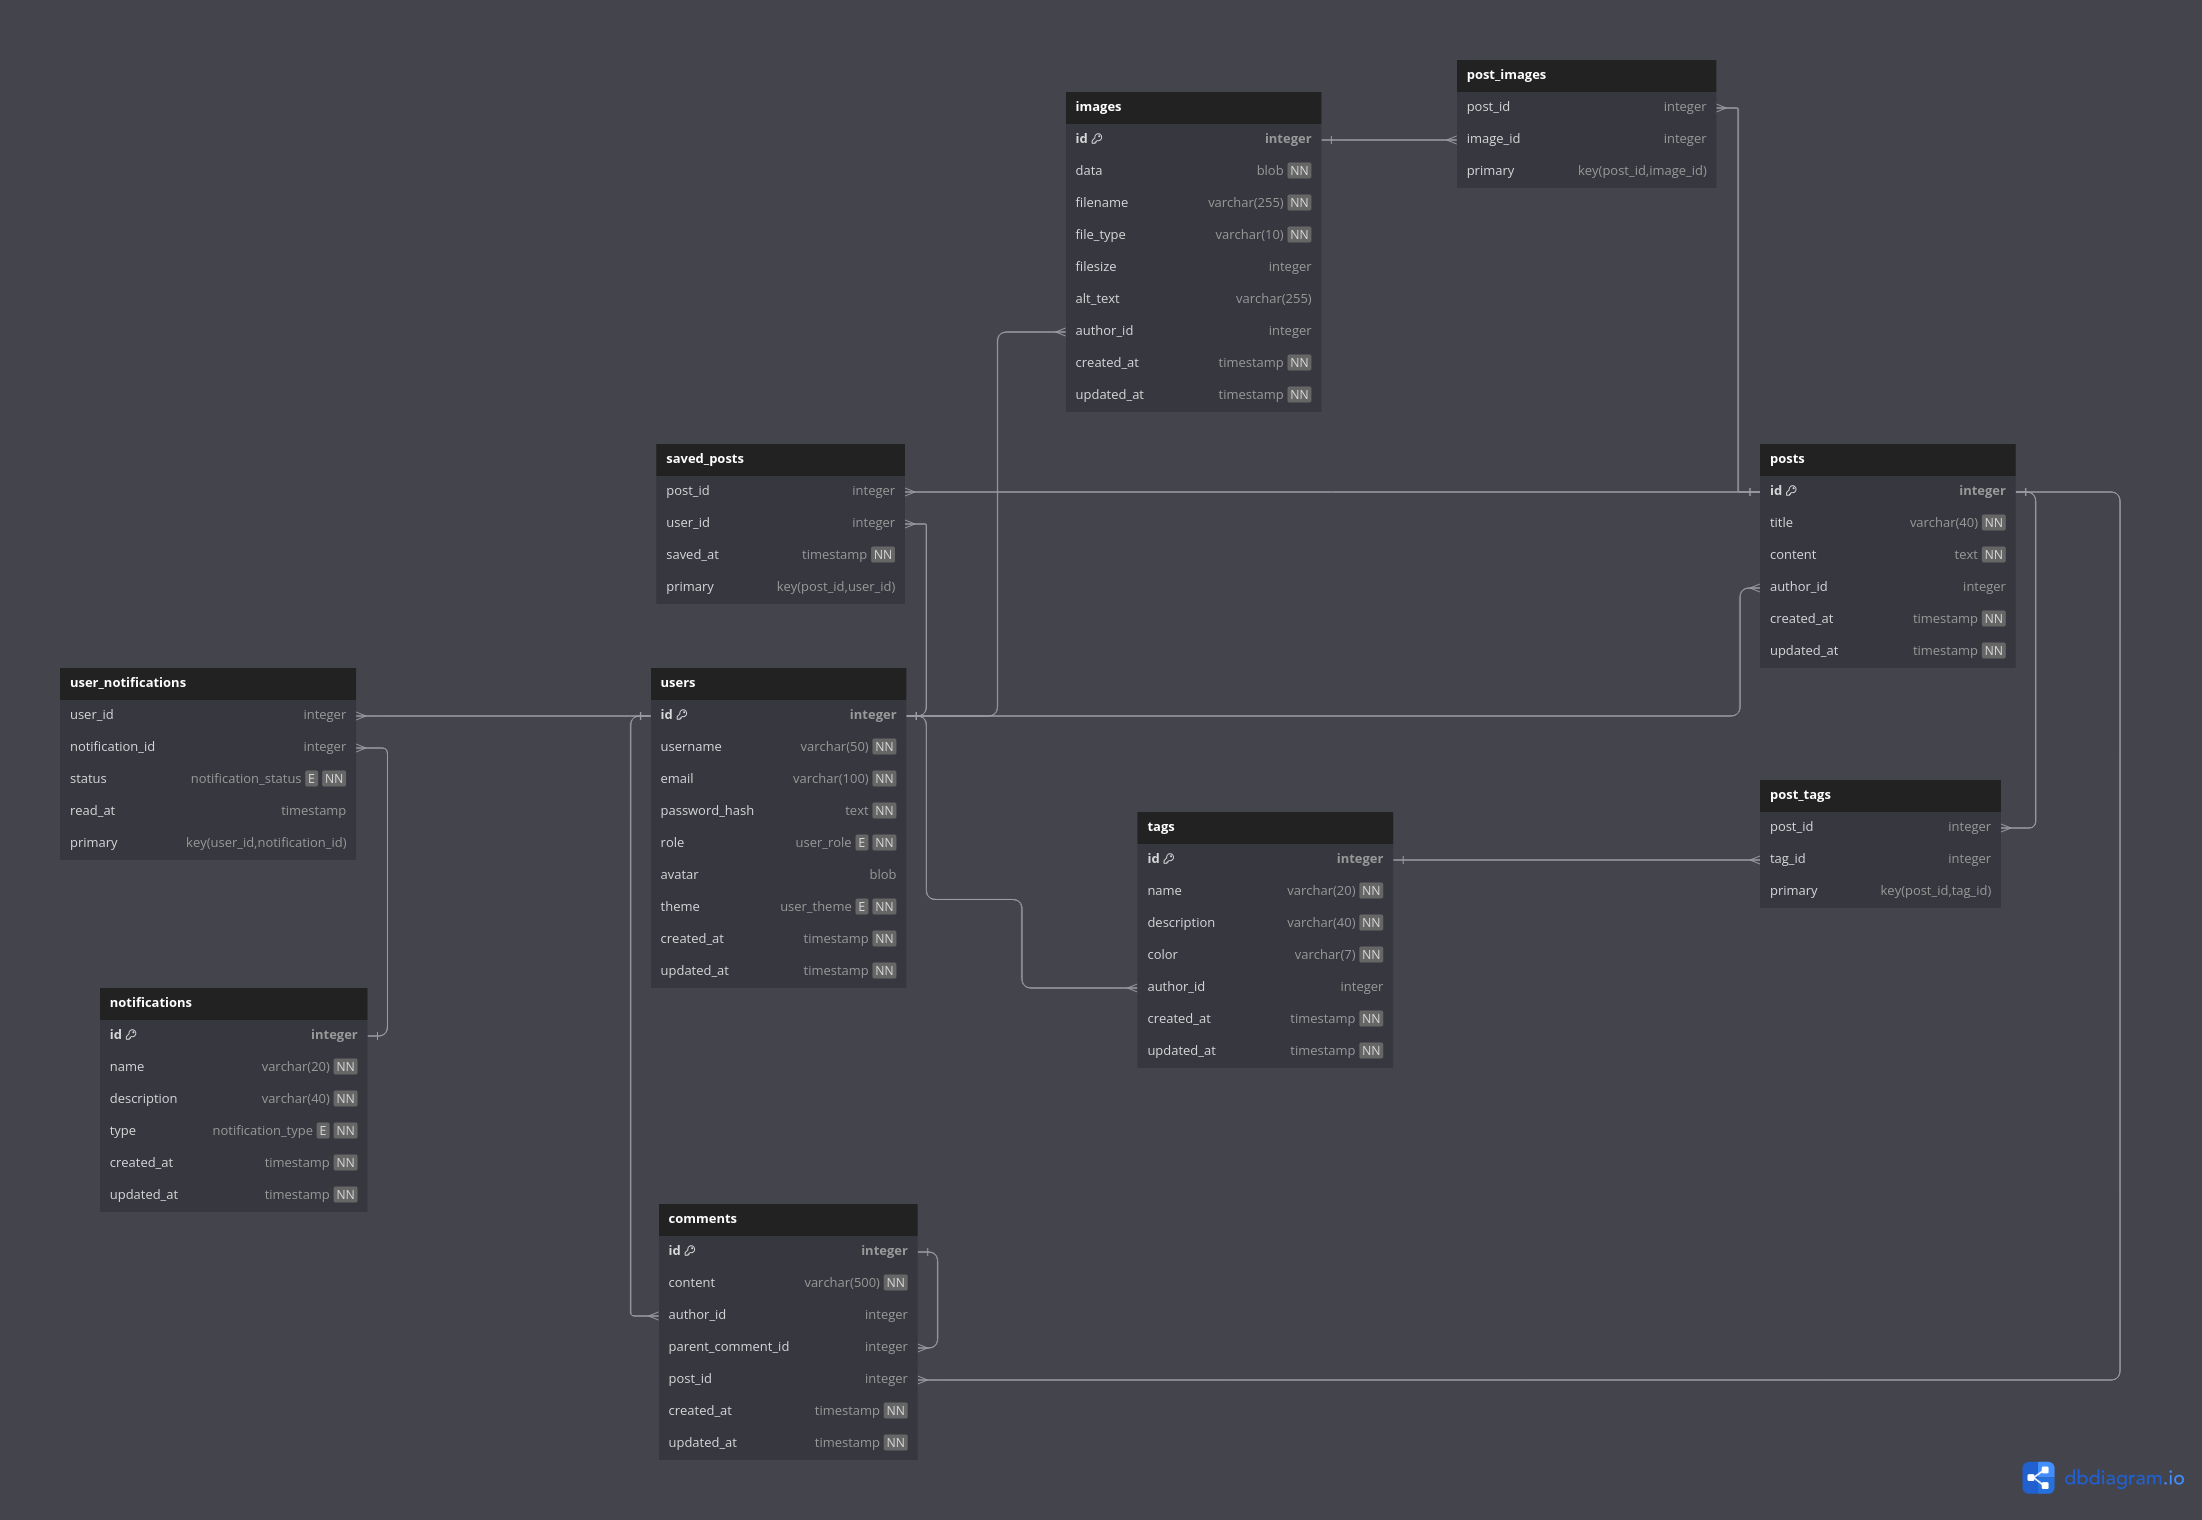 post_images
post_id integer
image_id integer
primary key(post_id,image_id)
images
id integer
data blob NN
filename varchar(255) NN
file_type varchar(10) NN
filesize integer
alt_text varchar(255)
author_id integer
created_at timestamp NN
updated_at timestamp NN
saved_posts
post_id integer
user_id integer
saved_at timestamp NN
primary key(post_id,user_id)
posts
id integer
title varchar(40) NN
content text NN
author_id integer
created_at timestamp NN
updated_at timestamp NN
user_notifications
user_id integer
notification_id integer
status notification_status E NN
read_at timestamp
primary key(user_id,notification_id)
users
id integer
username varchar(50) NN
email varchar(100) NN
password_hash text NN
role user_role E NN
avatar blob
theme user_theme E NN
created_at timestamp NN
updated_at timestamp NN
post_tags
post_id integer
tag_id integer
primary key(post_id,tag_id)
tags
id integer
name varchar(20) NN
description varchar(40) NN
color varchar(7) NN
author_id integer
created_at timestamp NN
updated_at timestamp NN
notifications
id integer
name varchar(20) NN
description varchar(40) NN
type notification_type E NN
created_at timestamp NN
updated_at timestamp NN
comments
id integer
content varchar(500) NN
author_id integer
parent_comment_id integer
post_id integer
created_at timestamp NN
updated_at timestamp NN
dbdiagram.io